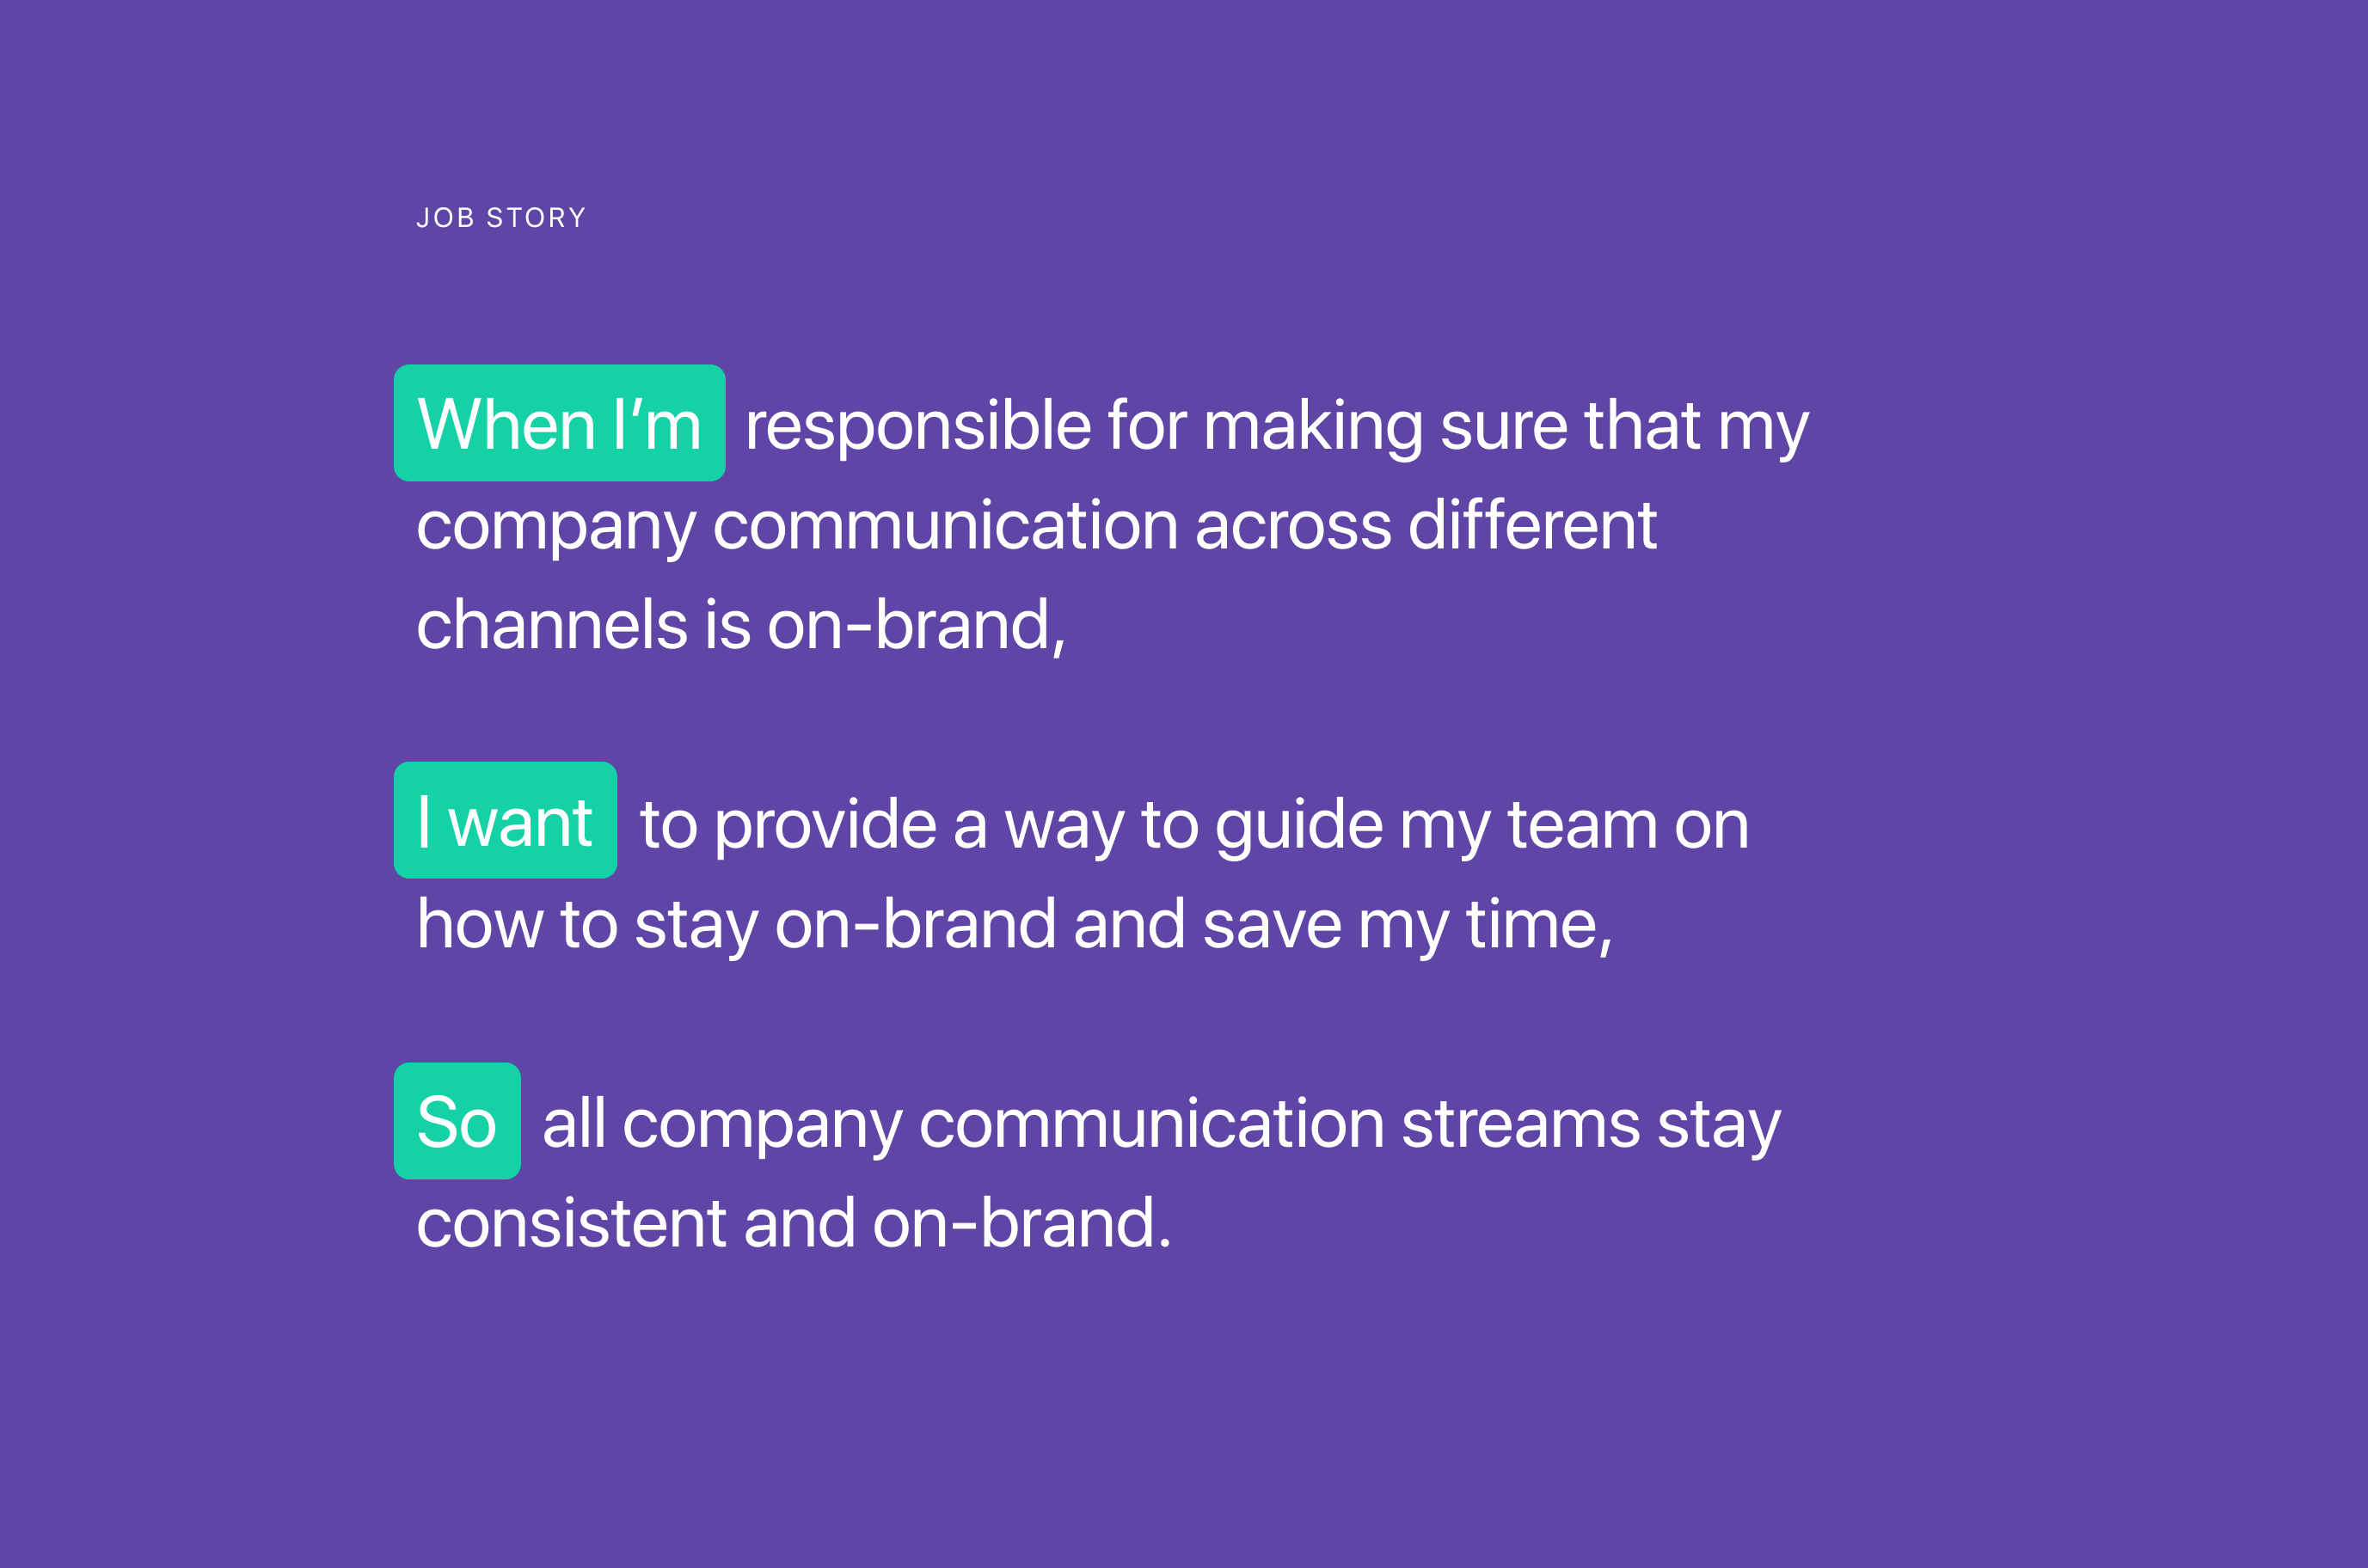 JOB STORY
When I’m responsible for making sure that my
company communication across different
channels is on-brand,
I want to provide a way to guide my team on
how to stay on-brand and save my time,
So all company communication streams stay
consistent and on-brand.